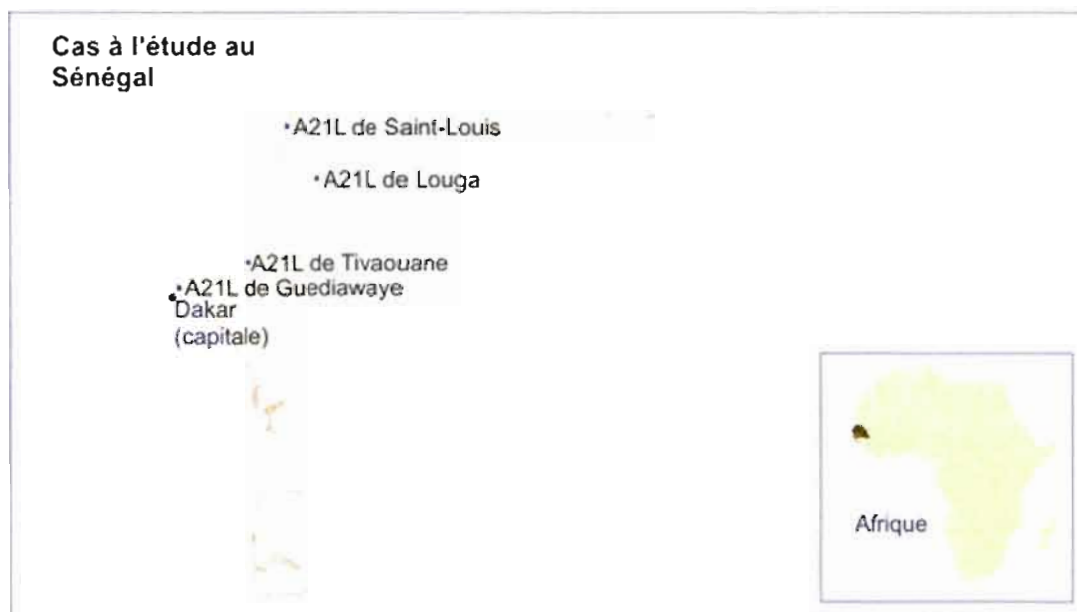 Cas à l'étude au
Sénégal
A21L de Saint-Louis
A21L de Louga
A21L de Tivaouane
A21L de Guediawaye
Dakar
(capitale)
Afrique